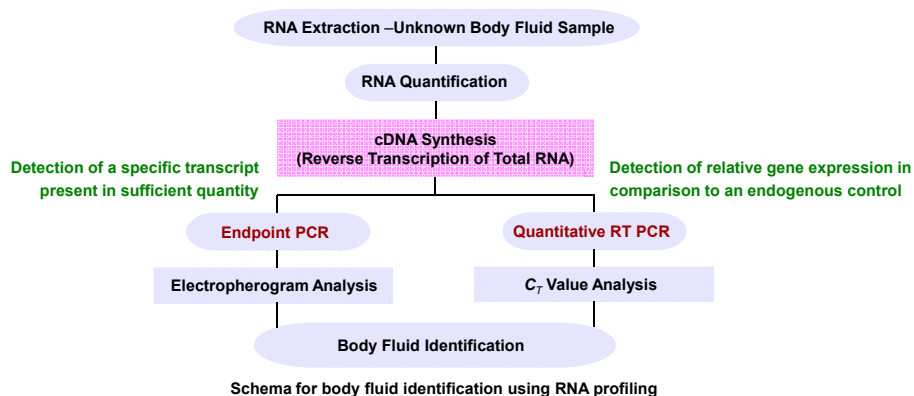 RNA Extraction –Unknown Body Fluid Sample
RNA Quantification
cDNA Synthesis
(Reverse Transcription of Total RNA)
Detection of a specific transcript
present in sufficient quantity
Detection of relative gene expression in
comparison to an endogenous control
Endpoint PCR
Quantitative RT PCR
Electropherogram Analysis
C_T Value Analysis
Body Fluid Identification
Schema for body fluid identification using RNA profiling